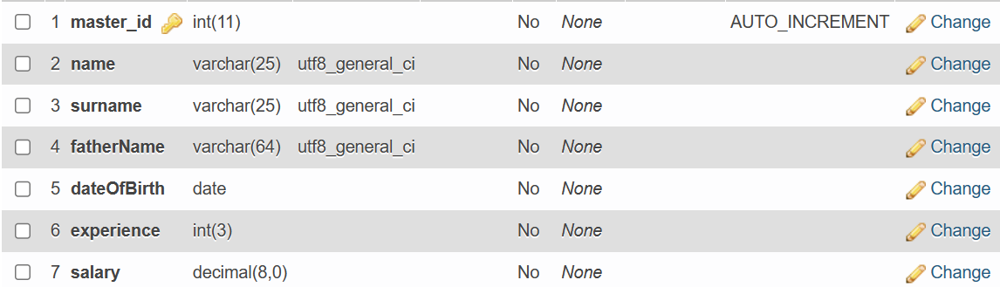 1 master_id int(11) No None AUTO_INCREMENT Change
2 name varchar(25) utf8_general_ci No None Change
3 surname varchar(25) utf8_general_ci No None Change
4 fatherName varchar(64) utf8_general_ci No None Change
5 dateOfBirth date No None Change
6 experience int(3) No None Change
7 salary decimal(8,0) No None Change